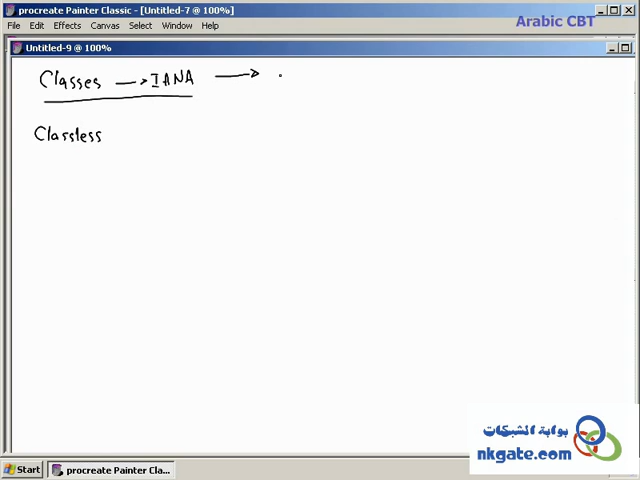 procreate Painter Classic - [Untitled-7 @ 100%]
Arabic CBT
File Edit Effects Canvas Select Window Help
Untitled-9 @ 100%
Classes → IANA →
Classless
بوابة الشبكات
nkgate.com
Start procreate Painter Cla...